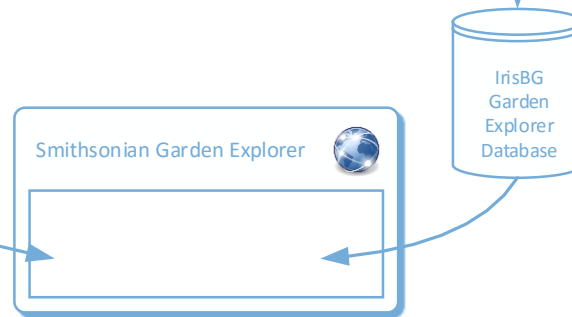 IrisBG
Garden
Explorer
Database
Smithsonian Garden Explorer